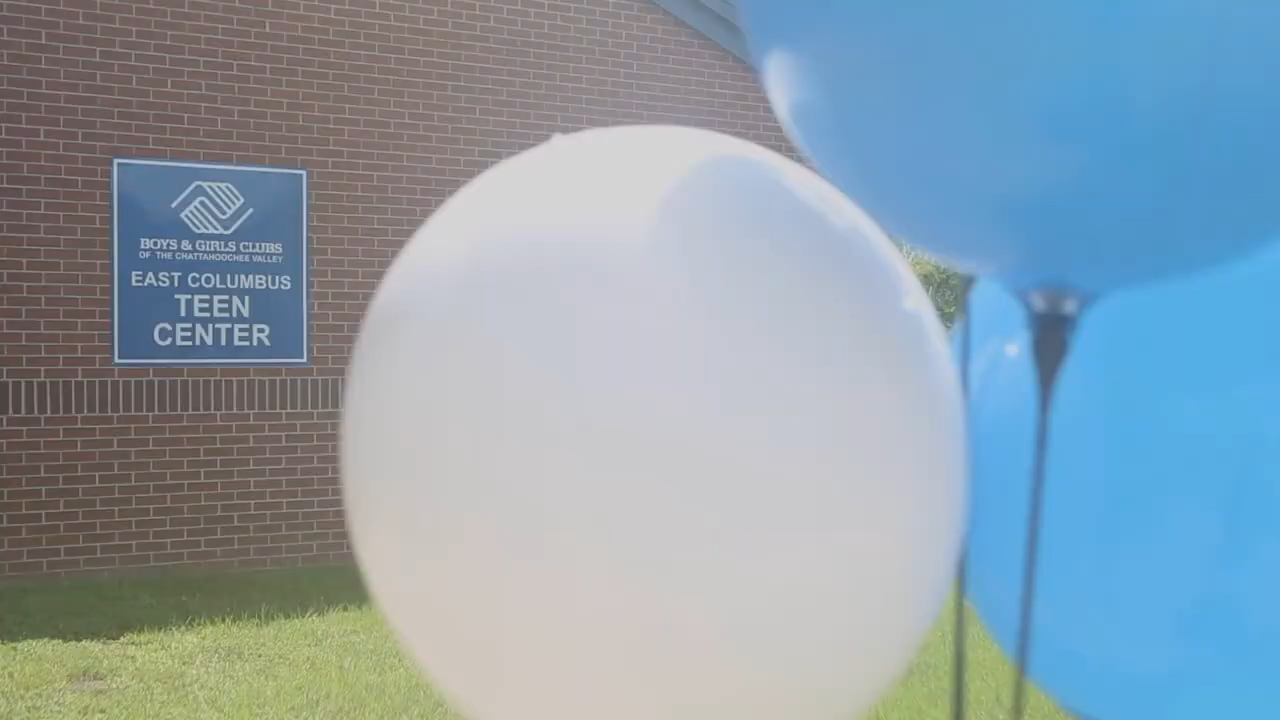 BOYS & GIRLS CLUBS
OF THE CHATTAHOOCHEE VALLEY
EAST COLUMBUS
TEEN
CENTER